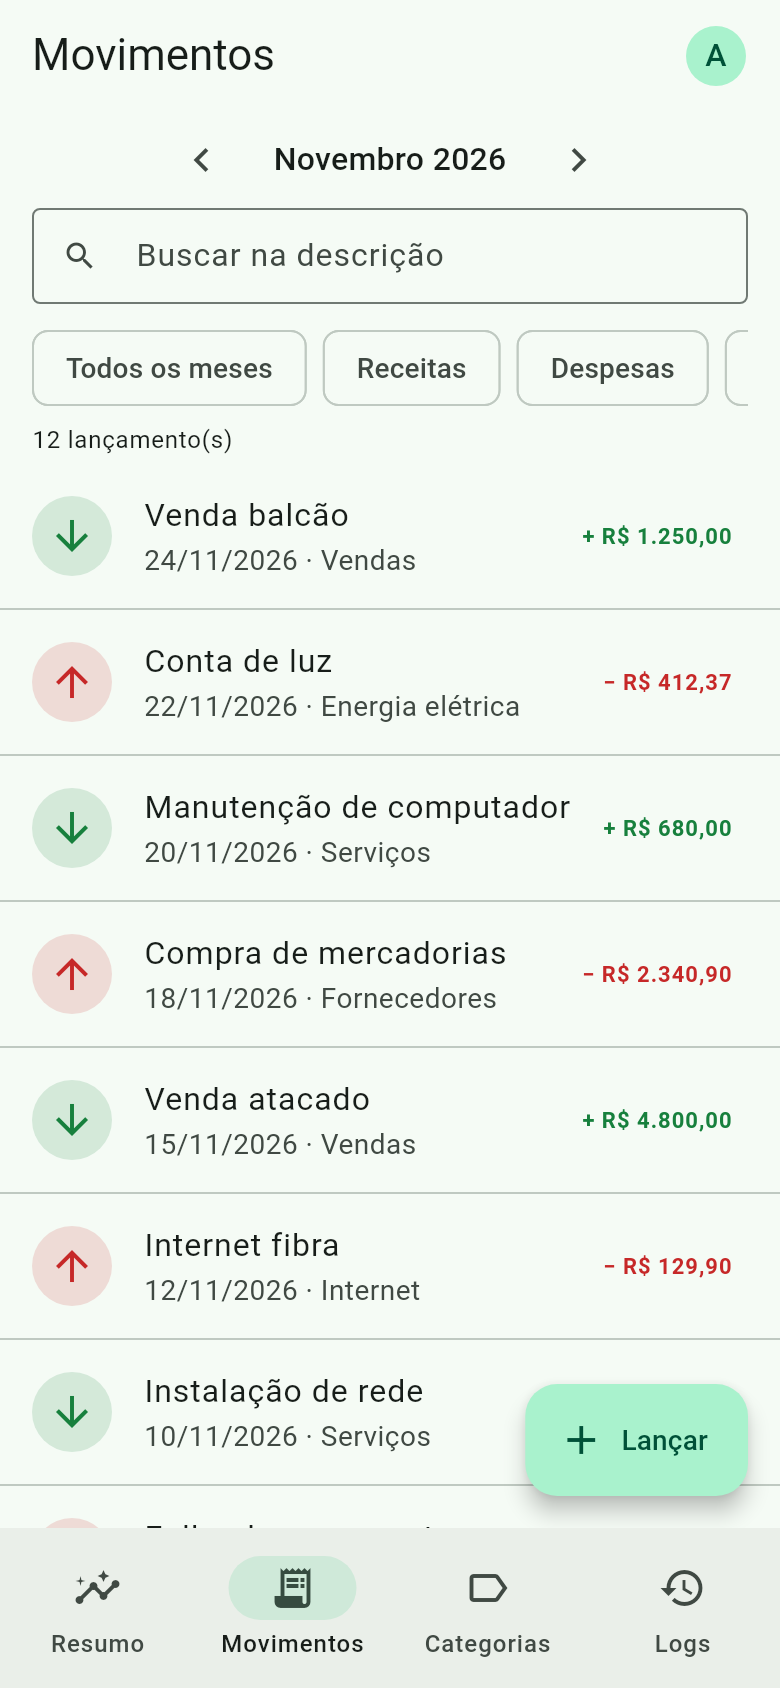 Movimentos
A
Novembro 2026
Buscar na descrição
Todos os meses
Receitas
Despesas
12 lançamento(s)
Venda balcão
24/11/2026 · Vendas
+ R$ 1.250,00
Conta de luz
22/11/2026 · Energia elétrica
− R$ 412,37
Manutenção de computador
20/11/2026 · Serviços
+ R$ 680,00
Compra de mercadorias
18/11/2026 · Fornecedores
− R$ 2.340,90
Venda atacado
15/11/2026 · Vendas
+ R$ 4.800,00
Internet fibra
12/11/2026 · Internet
− R$ 129,90
Instalação de rede
10/11/2026 · Serviços
Lançar
Resumo
Movimentos
Categorias
Logs